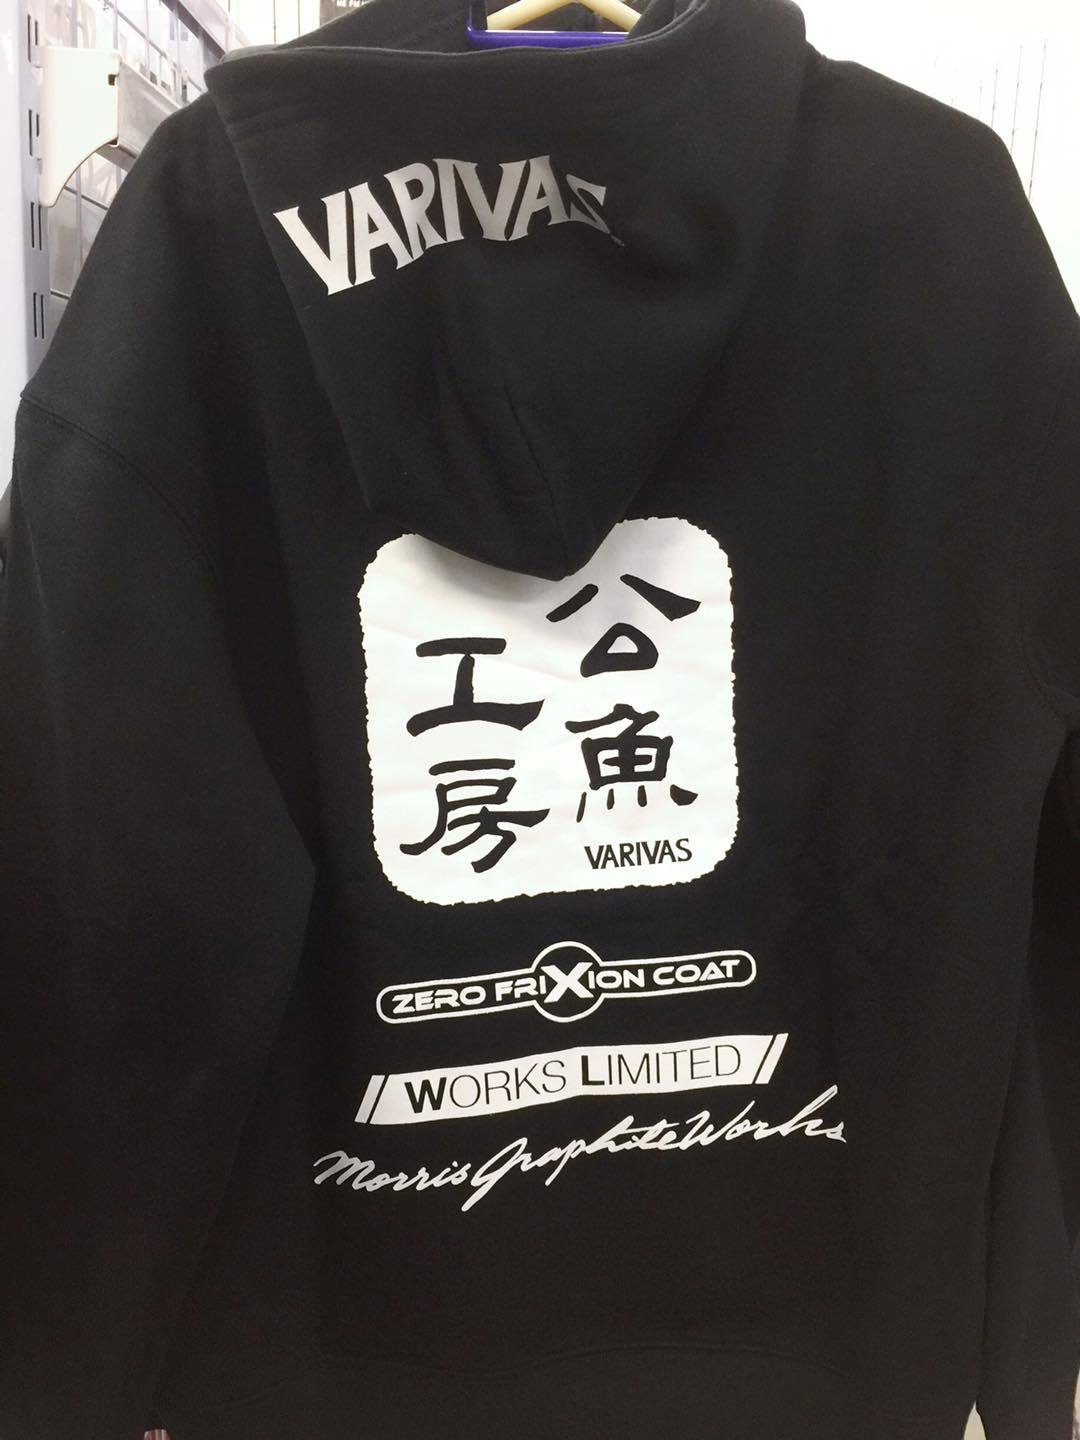 VARIVAS
公魚
工房
VARIVAS
ZERO FRIXION COAT
WORKS LIMITED
Morris Graphite Works